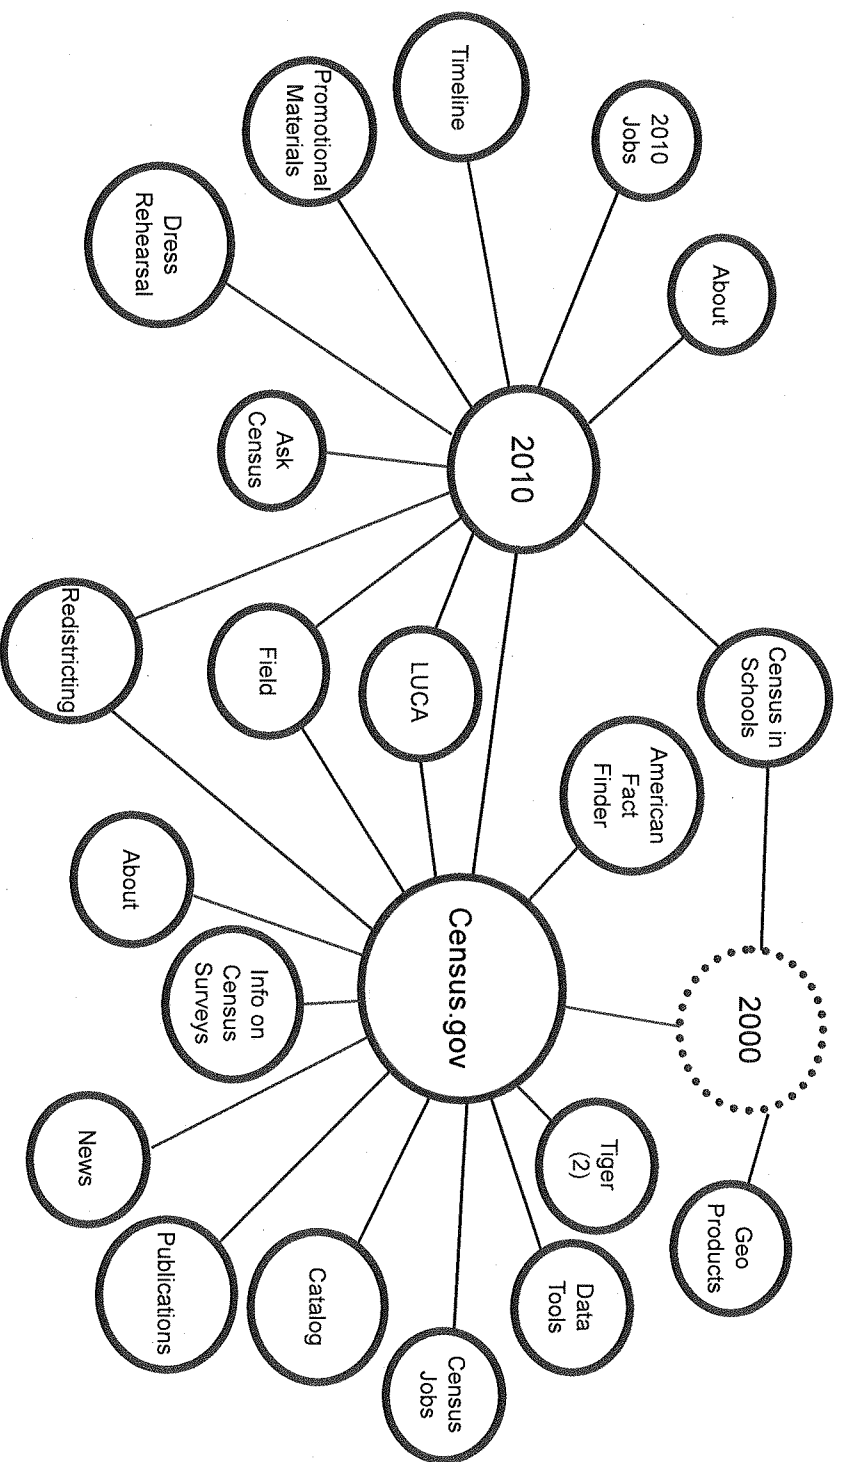 2010
Jobs
About
Timeline
Promotional
Materials
Dress
Rehearsal
Ask
Census
2010
Census in
Schools
American
Fact
Finder
LUCA
Field
Redistricting
2000
Census.gov
About
Info on
Census
Surveys
News
Publications
Catalog
Census
Jobs
Data
Tools
Tiger
(2)
Geo
Products